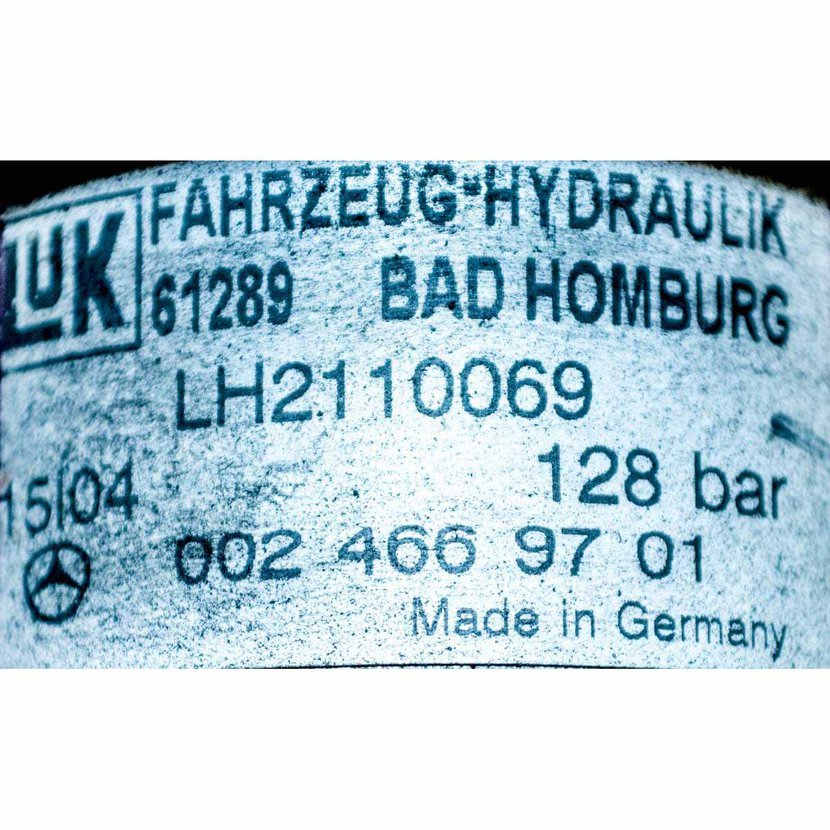 LUK FAHRZEUG-HYDRAULIK
61289 BAD HOMBURG
LH2110069
15/04 128 bar
002 466 97 01
Made in Germany